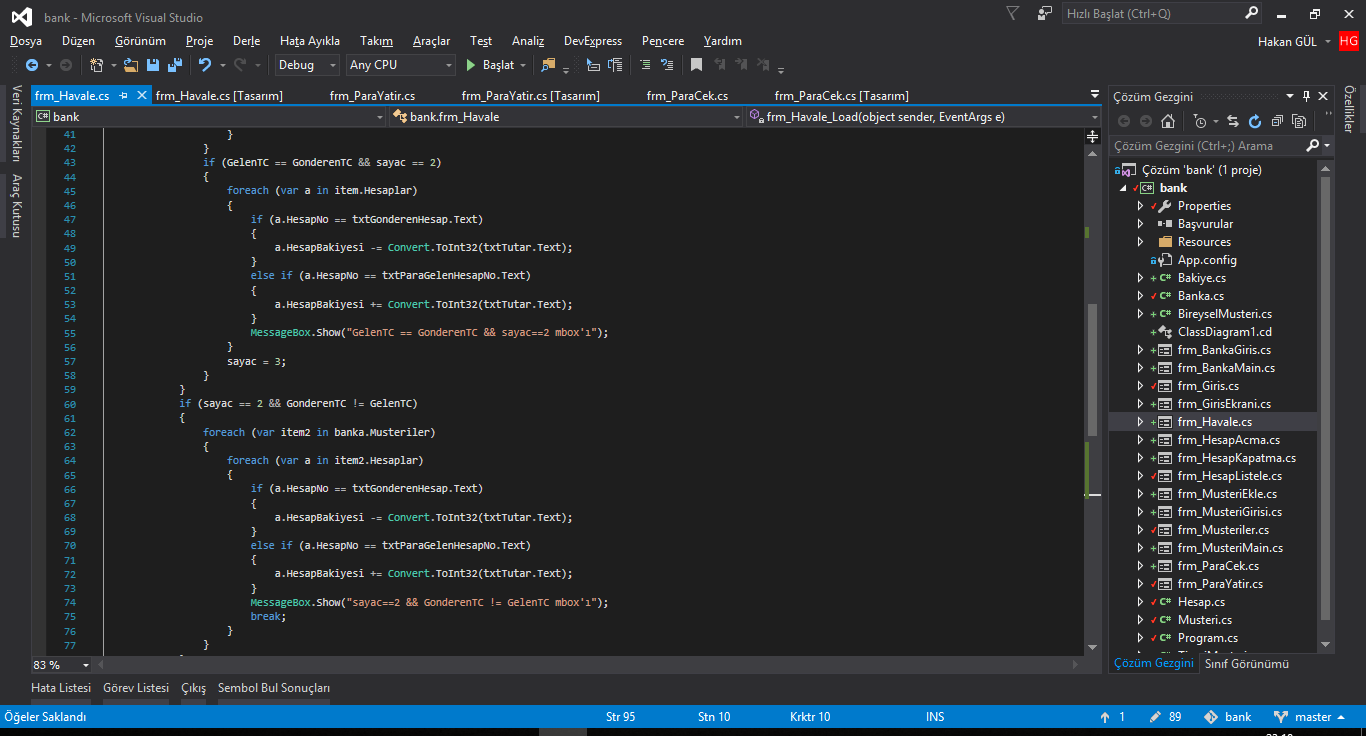 bank - Microsoft Visual Studio
Hızlı Başlat (Ctrl+Q)
Dosya Düzen Görünüm Proje Derle Hata Ayıkla Takım Araçlar Test Analiz DevExpress Pencere Yardım
Hakan GÜL HG
Debug Any CPU Başlat
Veri Kaynakları
Araç Kutusu
frm_Havale.cs frm_Havale.cs [Tasarım] frm_ParaYatir.cs frm_ParaYatir.cs [Tasarım] frm_ParaCek.cs frm_ParaCek.cs [Tasarım]
bank bank.frm_Havale frm_Havale_Load(object sender, EventArgs e)
41 }
42 }
43 if (GelenTC == GonderenTC && sayac == 2)
44 {
45 foreach (var a in item.Hesaplar)
46 {
47 if (a.HesapNo == txtGonderenHesap.Text)
48 {
49 a.HesapBakiyesi -= Convert.ToInt32(txtTutar.Text);
50 }
51 else if (a.HesapNo == txtParaGelenHespNo.Text)
52 {
53 a.HesapBakiyesi += Convert.ToInt32(txtTutar.Text);
54 }
55 MessageBox.Show("GelenTC == GonderenTC && sayac==2 mbox'ı");
56 }
57 sayac = 3;
58 }
59 }
60 if (sayac == 2 && GonderenTC != GelenTC)
61 {
62 foreach (var item2 in banka.Musteriler)
63 {
64 foreach (var a in item2.Hesaplar)
65 {
66 if (a.HesapNo == txtGonderenHesap.Text)
67 {
68 a.HesapBakiyesi -= Convert.ToInt32(txtTutar.Text);
69 }
70 else if (a.HesapNo == txtParaGelenHespNo.Text)
71 {
72 a.HesapBakiyesi += Convert.ToInt32(txtTutar.Text);
73 }
74 MessageBox.Show("sayac==2 && GonderenTC != GelenTC mbox'ı");
75 break;
76 }
77 }
83 %
Çözüm Gezgini
Çözüm Gezgini (Ctrl+;) Arama
Çözüm 'bank' (1 proje)
C# bank
Properties
Başvurular
Resources
App.config
C# Bakiye.cs
C# Banka.cs
C# BireyselMusteri.cs
ClassDiagram1.cd
frm_BankaGiris.cs
frm_BankaMain.cs
frm_Giris.cs
frm_GirisEkrani.cs
frm_Havale.cs
frm_HesapAcma.cs
frm_HesapKapatma.cs
frm_HesapListele.cs
frm_MusteriEkle.cs
frm_MusteriGirisi.cs
frm_Musteriler.cs
frm_MusteriMain.cs
frm_ParaCek.cs
frm_ParaYatir.cs
C# Hesap.cs
C# Musteri.cs
C# Program.cs
Çözüm Gezgini Sınıf Görünümü
Özellikler
Hata Listesi Görev Listesi Çıkış Sembol Bul Sonuçları
Öğeler Saklandı Str 95 Stn 10 Krktr 10 INS 1 89 bank master